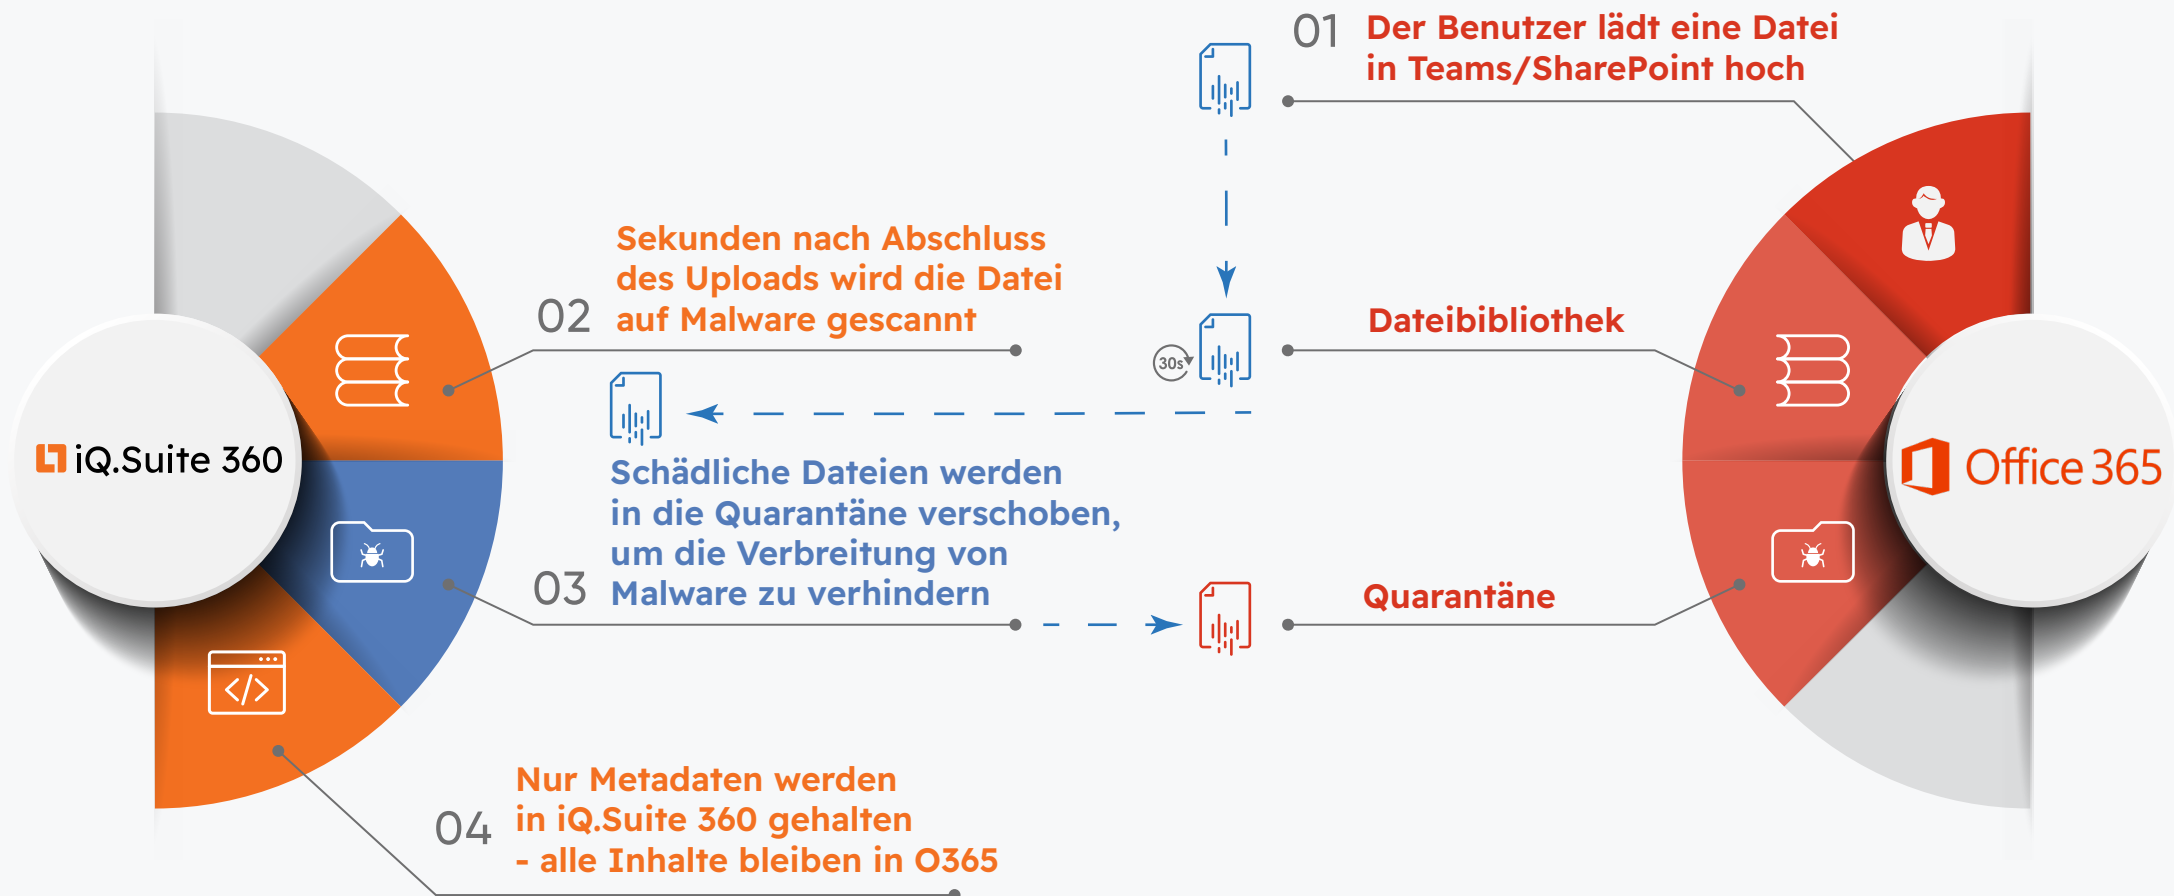 01
Der Benutzer lädt eine Datei
in Teams/SharePoint hoch
02
Sekunden nach Abschluss
des Uploads wird die Datei
auf Malware gescannt
Dateibibliothek
30s
iQ.Suite 360
Office 365
03
Schädliche Dateien werden
in die Quarantäne verschoben,
um die Verbreitung von
Malware zu verhindern
Quarantäne
</>
04
Nur Metadaten werden
in iQ.Suite 360 gehalten
- alle Inhalte bleiben in O365